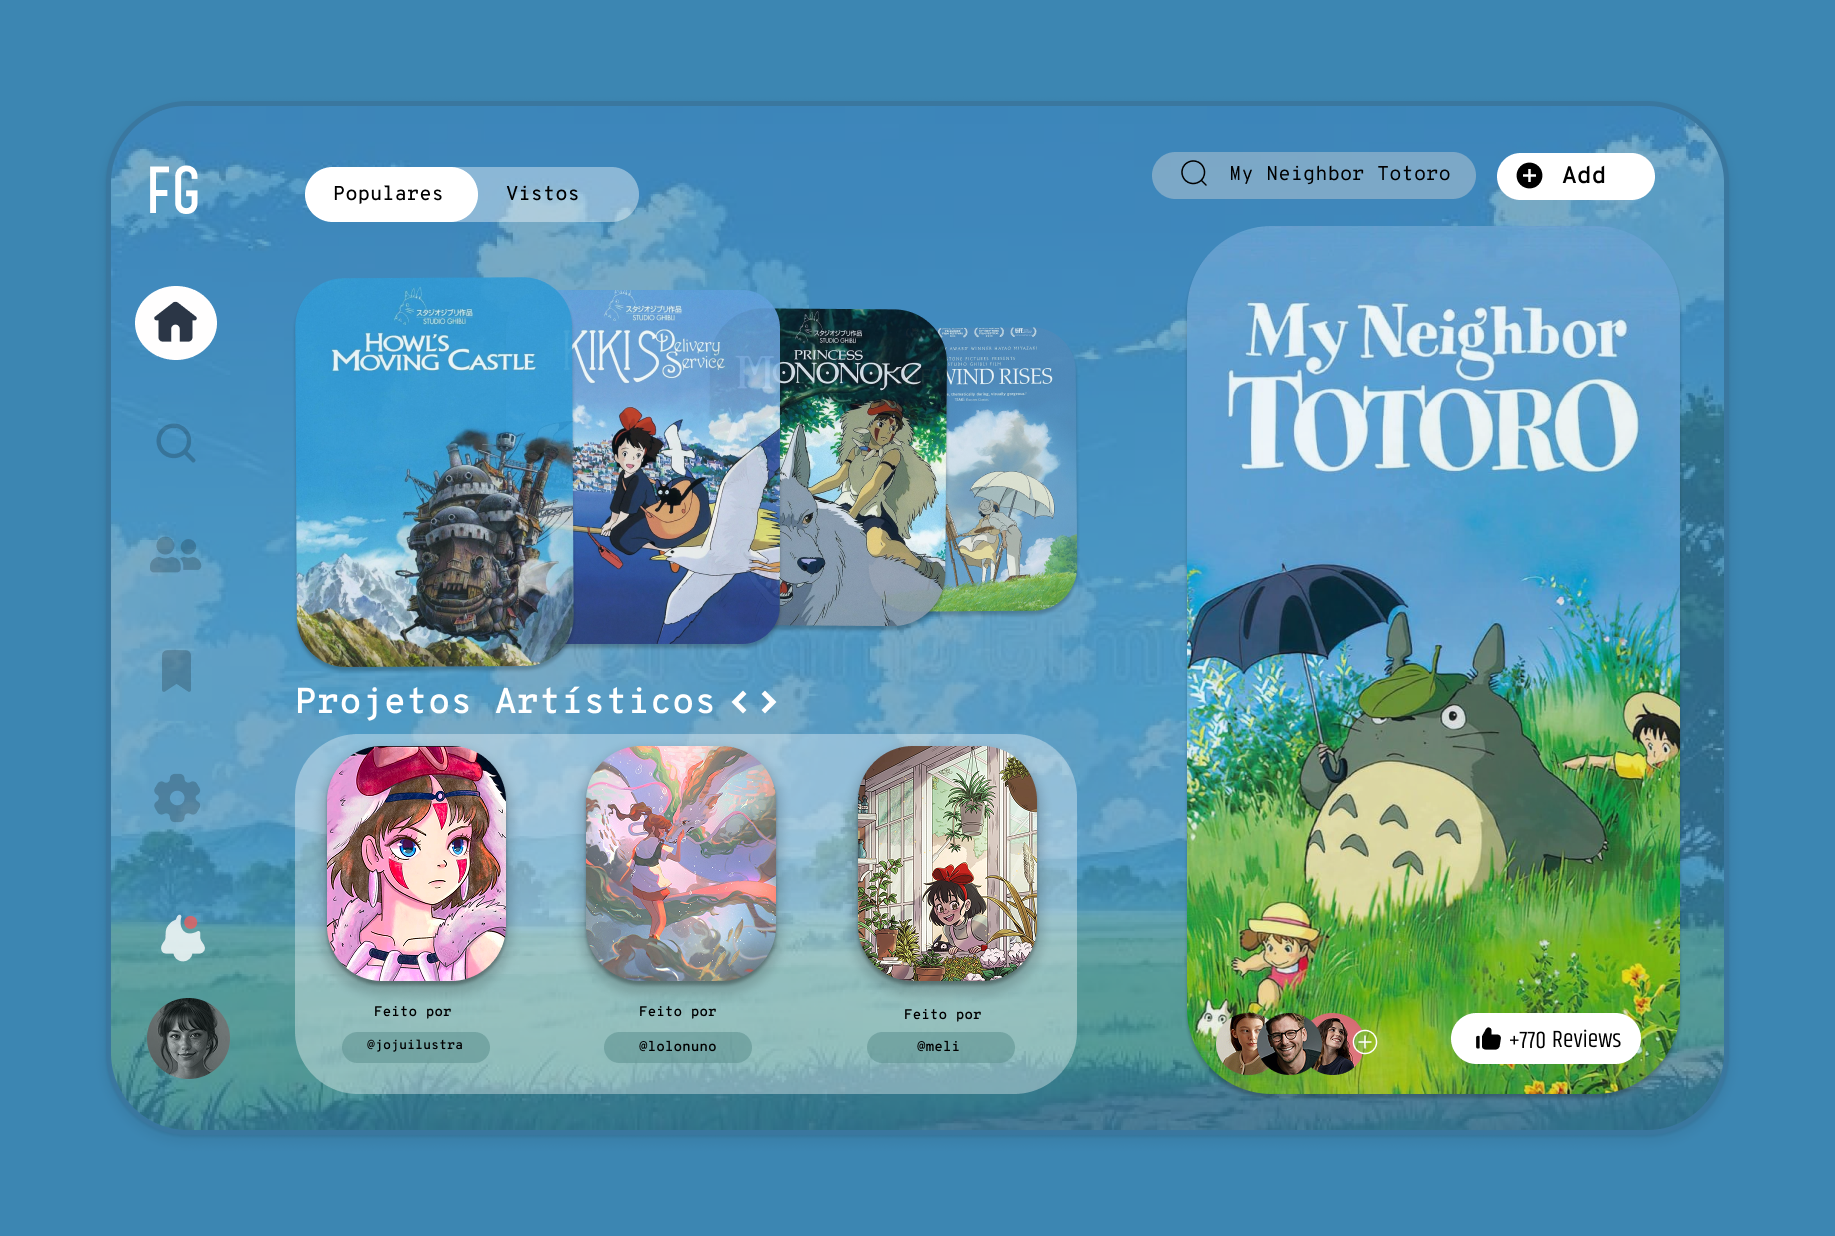 FG
Populares
Vistos
My Neighbor Totoro
Add
スタジオジブリ作品
STUDIO GHIBLI
HOWL'S
MOVING CASTLE
スタジオジブリ作品
STUDIO GHIBLI
KIKI'S Delivery
Service
スタジオジブリ作品
STUDIO GHIBLI
PRINCESS
MONONOKE
WIND RISES
My Neighbor
TOTORO
Projetos Artísticos
Feito por
@jojuilustra
Feito por
@lolonuno
Feito por
@meli
+770 Reviews